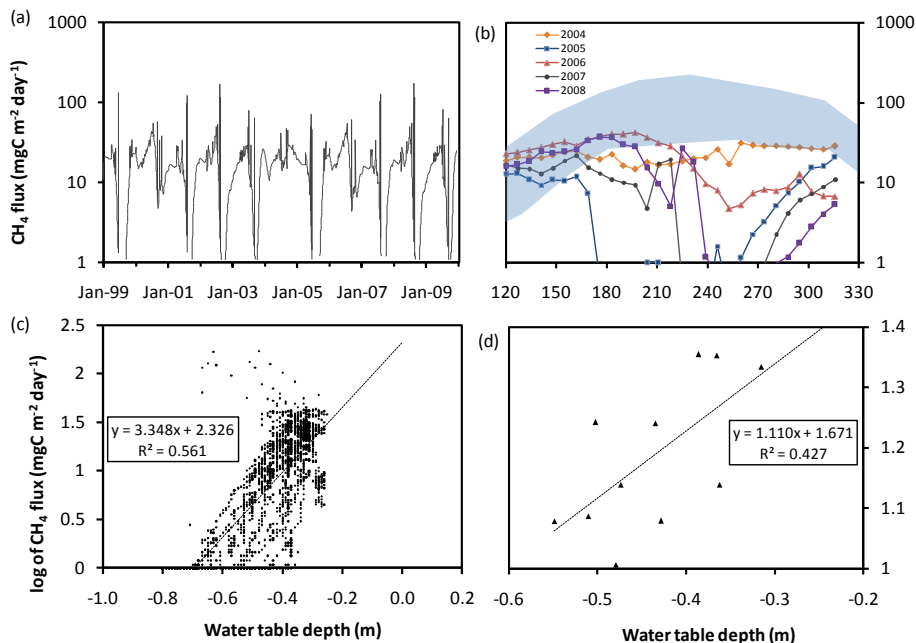 (a)
1000
100
10
1
CH₄ flux (mgC m⁻² day⁻¹)
Jan-99 Jan-01 Jan-03 Jan-05 Jan-07 Jan-09
(b)
2004
2005
2006
2007
2008
1000
100
10
1
120 150 180 210 240 270 300 330
(c)
2.5
2
1.5
1
0.5
0
log of CH₄ flux (mgC m⁻² day⁻¹)
y = 3.348x + 2.326
R² = 0.561
-1.0 -0.8 -0.6 -0.4 -0.2 0.0 0.2
Water table depth (m)
(d)
1.4
1.3
1.2
1.1
1
y = 1.110x + 1.671
R² = 0.427
-0.6 -0.5 -0.4 -0.3 -0.2
Water table depth (m)